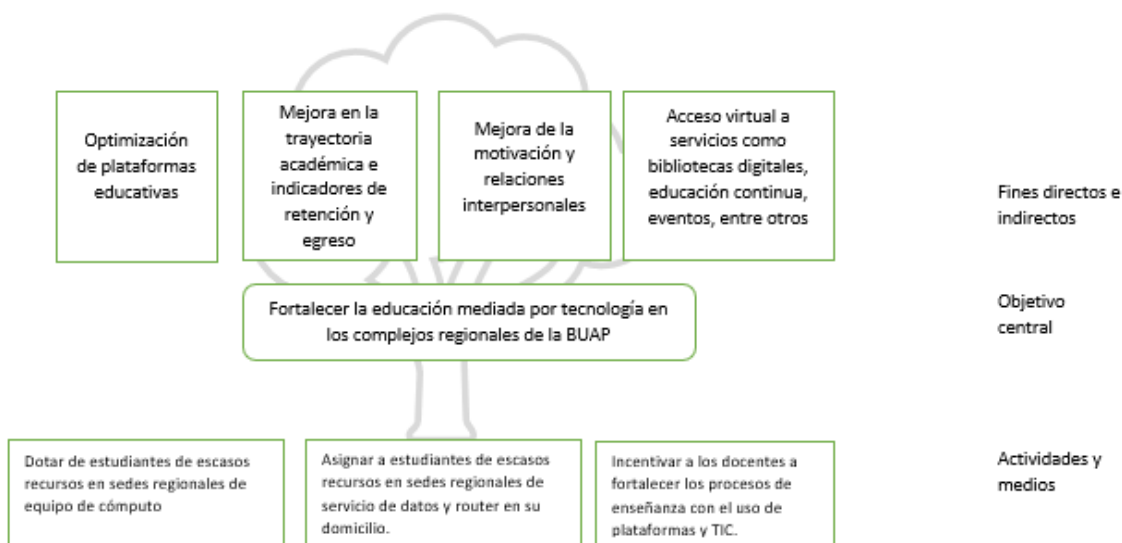 Optimización
de plataformas
educativas
Mejora en la
trayectoria
académica e
indicadores de
retención y
egreso
Mejora de la
motivación y
relaciones
interpersonales
Acceso virtual a
servicios como
bibliotecas digitales,
educación continua,
eventos, entre otros
Fines directos e
indirectos
Fortalecer la educación mediada por tecnología en
los complejos regionales de la BUAP
Objetivo
central
Dotar de estudiantes de escasos
recursos en sedes regionales de
equipo de cómputo
Asignar a estudiantes de escasos
recursos en sedes regionales de
servicio de datos y router en su
domicilio.
Incentivar a los docentes a
fortalecer los procesos de
enseñanza con el uso de
plataformas y TIC.
Actividades y
medios